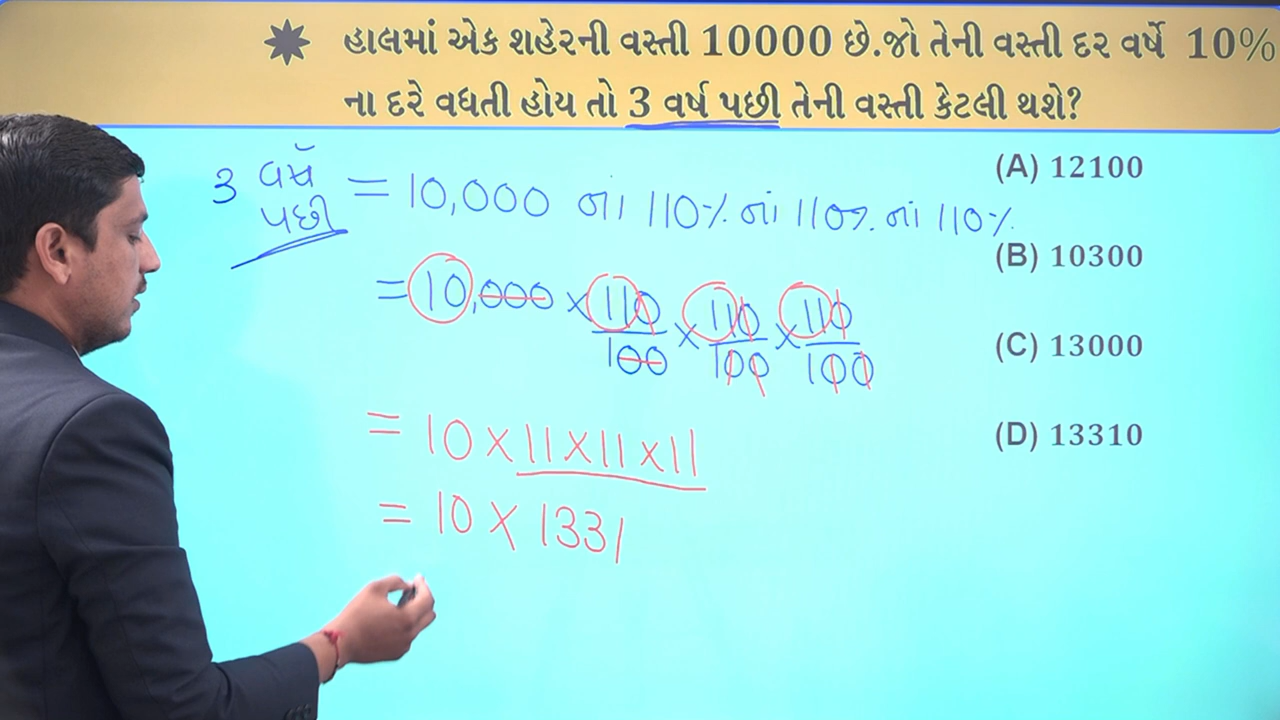 હાલમાં એક શહેરની વસ્તી 10000 છે.જો તેની વસ્તી દર વર્ષે 10%
ના દરે વધતી હોય તો 3 વર્ષ પછી તેની વસ્તી કેટલી થશે?
(A) 12100
(B) 10300
(C) 13000
(D) 13310
3 વર્ષ પછી = 10,000 નાં 110% નાં 110% નાં 110%
= 10,000 × 110/100 × 110/100 × 110/100
= 10 × 11 × 11 × 11
= 10 × 1331